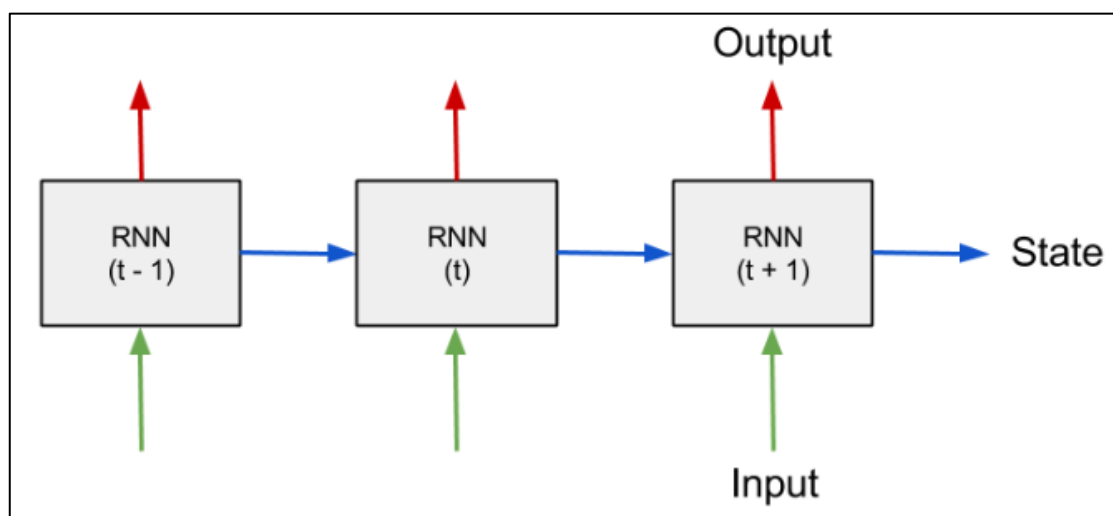 Output
RNN
(t - 1)
RNN
(t)
RNN
(t + 1)
State
Input